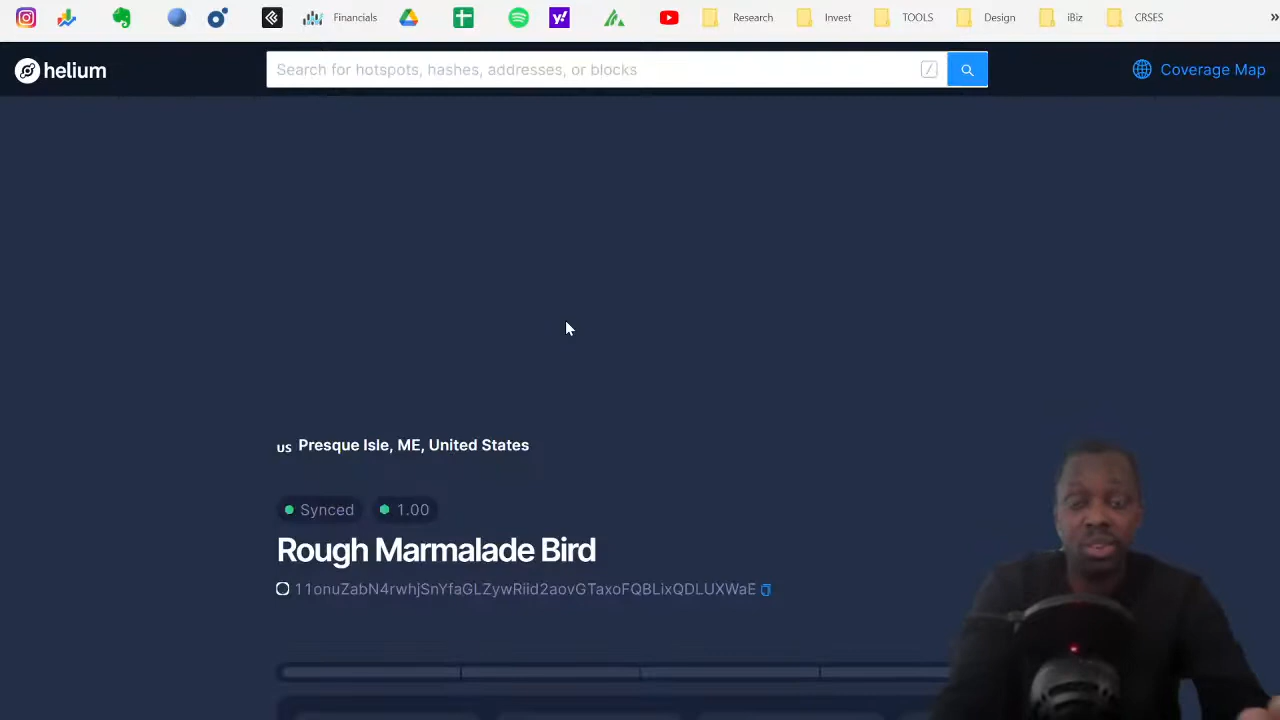 Financials
Research
Invest
TOOLS
Design
iBiz
CRSES
»
helium
Search for hotspots, hashes, addresses, or blocks
/
Coverage Map
US Presque Isle, ME, United States
Synced
1.00
Rough Marmalade Bird
11onuZabN4rwhjSnYfaGLZywRiid2aovGTaxoFQBLixQDLUXWaE